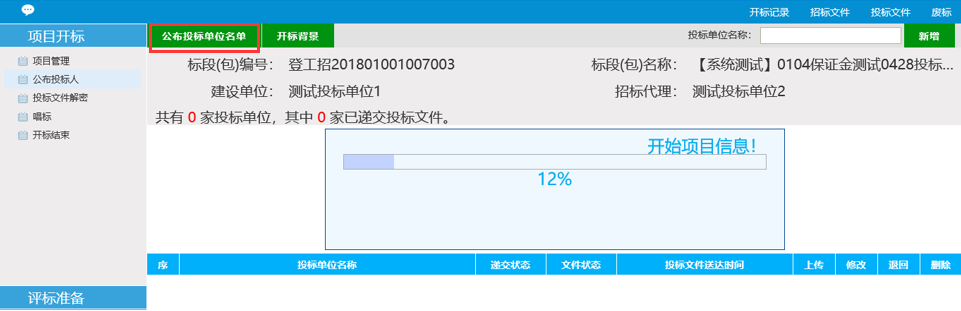 开标记录 招标文件 投标文件 废标
项目开标 公布投标单位名单 开标背景 投标单位名称： 新增
项目管理
公布投标人
投标文件解密
唱标
开标结束
标段(包)编号： 登工招201801001007003 标段(包)名称： 【系统测试】0104保证金测试0428投标...
建设单位： 测试投标单位1 招标代理： 测试投标单位2
共有 0 家投标单位，其中 0 家已递交投标文件。
开始项目信息！
12%
序 投标单位名称 递交状态 文件状态 投标文件送达时间 上传 修改 退回 删除
评标准备